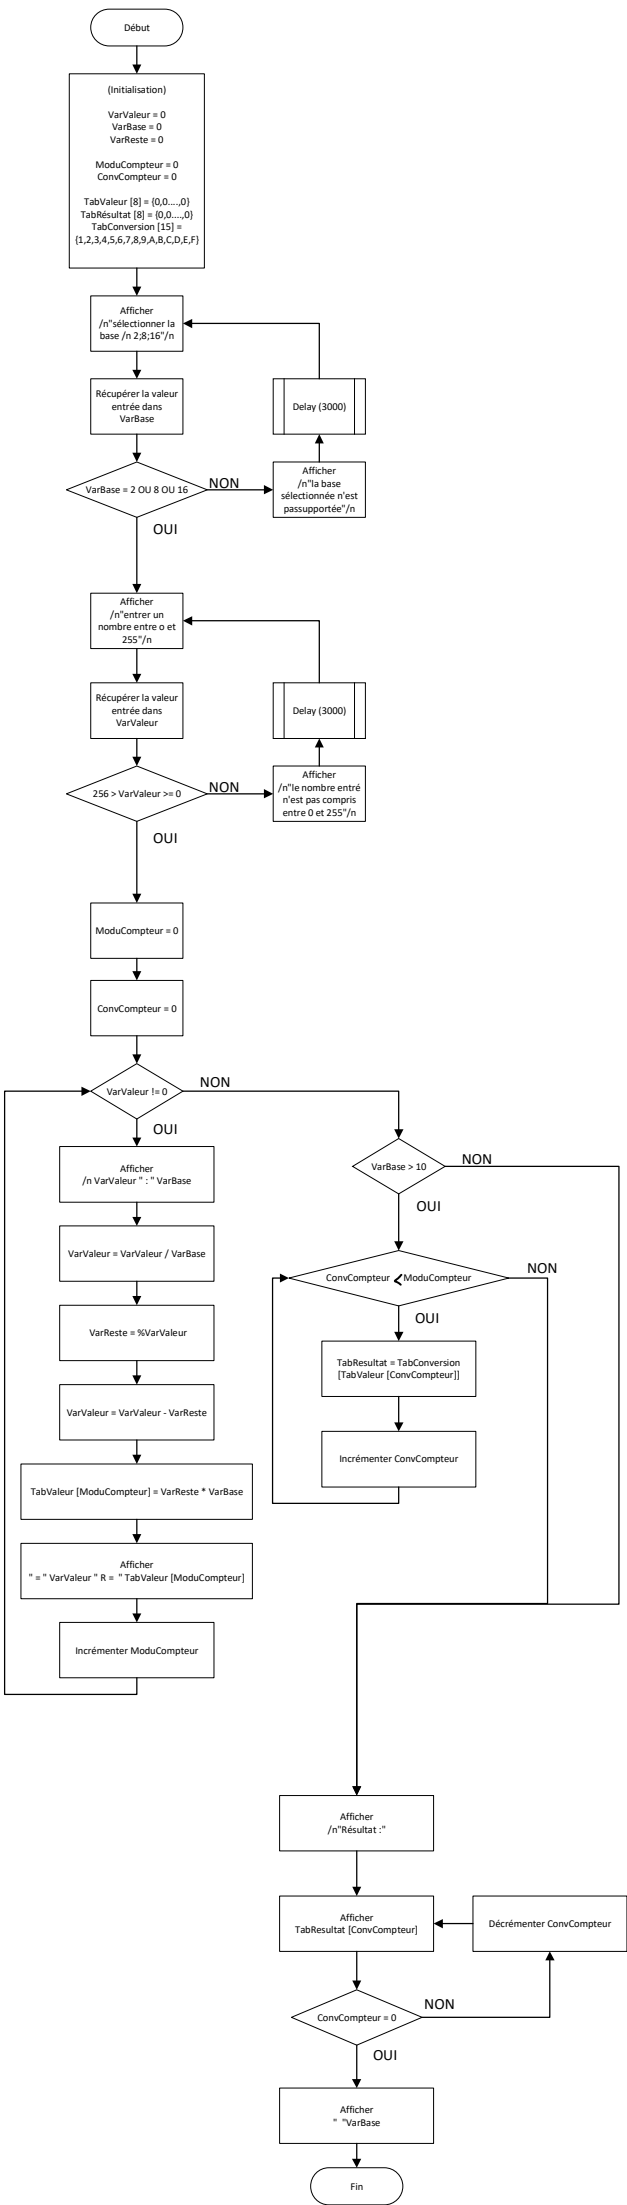 Début
(Initialisation)
VarValeur = 0
VarBase = 0
VarReste = 0
ModuCompteur = 0
ConvCompteur = 0
TabValeur [8] = {0,0....,0}
TabRésultat [8] = {0,0....,0}
TabConversion [15] =
{1,2,3,4,5,6,7,8,9,A,B,C,D,E,F}
Afficher
/n"sélectionner la
base /n 2;8;16"/n
Récupérer la valeur
entrée dans
VarBase
Delay (3000)
VarBase = 2 OU 8 OU 16
NON
Afficher
/n"la base
sélectionnée n'est
passupportée"/n
OUI
Afficher
/n"entrer un
nombre entre o et
255"/n
Récupérer la valeur
entrée dans
VarValeur
Delay (3000)
256 > VarValeur >= 0
NON
Afficher
/n"le nombre entré
n'est pas compris
entre 0 et 255"/n
OUI
ModuCompteur = 0
ConvCompteur = 0
VarValeur != 0
NON
OUI
Afficher
/n VarValeur " : " VarBase
VarValeur = VarValeur / VarBase
VarReste = %VarValeur
VarValeur = VarValeur - VarReste
TabValeur [ModuCompteur] = VarReste * VarBase
Afficher
" = " VarValeur " R =  " TabValeur [ModuCompteur]
Incrémenter ModuCompteur
VarBase > 10
NON
OUI
ConvCompteur < ModuCompteur
NON
OUI
TabResultat = TabConversion
[TabValeur [ConvCompteur]]
Incrémenter ConvCompteur
Afficher
/n"Résultat :"
Afficher
TabResultat [ConvCompteur]
Décrémenter ConvCompteur
ConvCompteur = 0
NON
OUI
Afficher
"  "VarBase
Fin